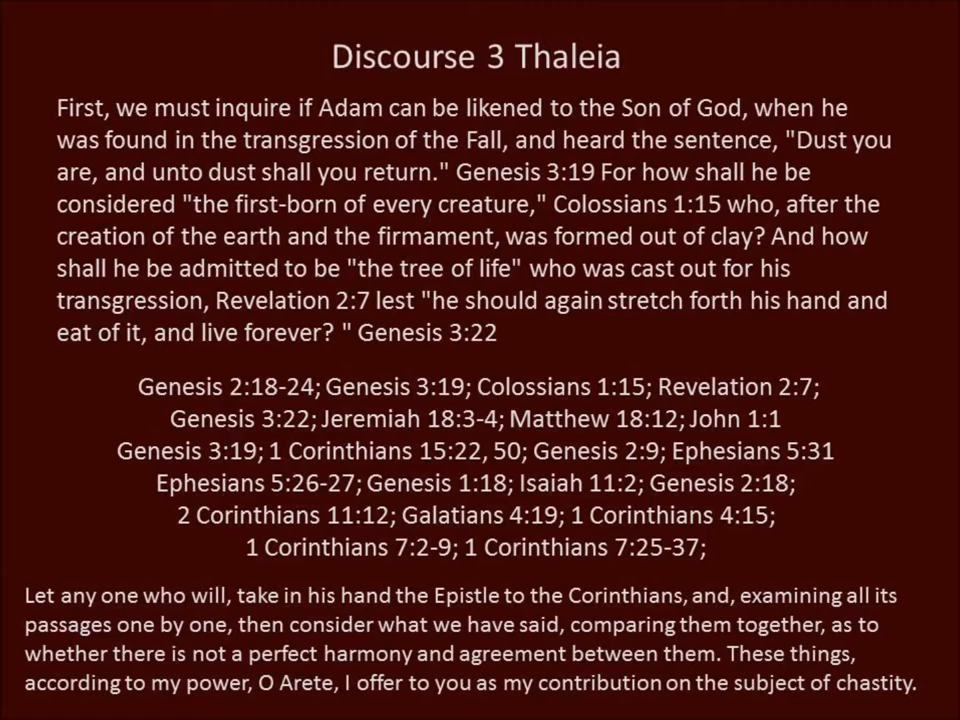 Discourse 3 Thaleia
First, we must inquire if Adam can be likened to the Son of God, when he
was found in the transgression of the Fall, and heard the sentence, "Dust you
are, and unto dust shall you return." Genesis 3:19 For how shall he be
considered "the first-born of every creature," Colossians 1:15 who, after the
creation of the earth and the firmament, was formed out of clay? And how
shall he be admitted to be "the tree of life" who was cast out for his
transgression, Revelation 2:7 lest "he should again stretch forth his hand and
eat of it, and live forever? " Genesis 3:22
Genesis 2:18-24; Genesis 3:19; Colossians 1:15; Revelation 2:7;
Genesis 3:22; Jeremiah 18:3-4; Matthew 18:12; John 1:1
Genesis 3:19; 1 Corinthians 15:22, 50; Genesis 2:9; Ephesians 5:31
Ephesians 5:26-27; Genesis 1:18; Isaiah 11:2; Genesis 2:18;
2 Corinthians 11:12; Galatians 4:19; 1 Corinthians 4:15;
1 Corinthians 7:2-9; 1 Corinthians 7:25-37;
Let any one who will, take in his hand the Epistle to the Corinthians, and, examining all its
passages one by one, then consider what we have said, comparing them together, as to
whether there is not a perfect harmony and agreement between them. These things,
according to my power, O Arete, I offer to you as my contribution on the subject of chastity.